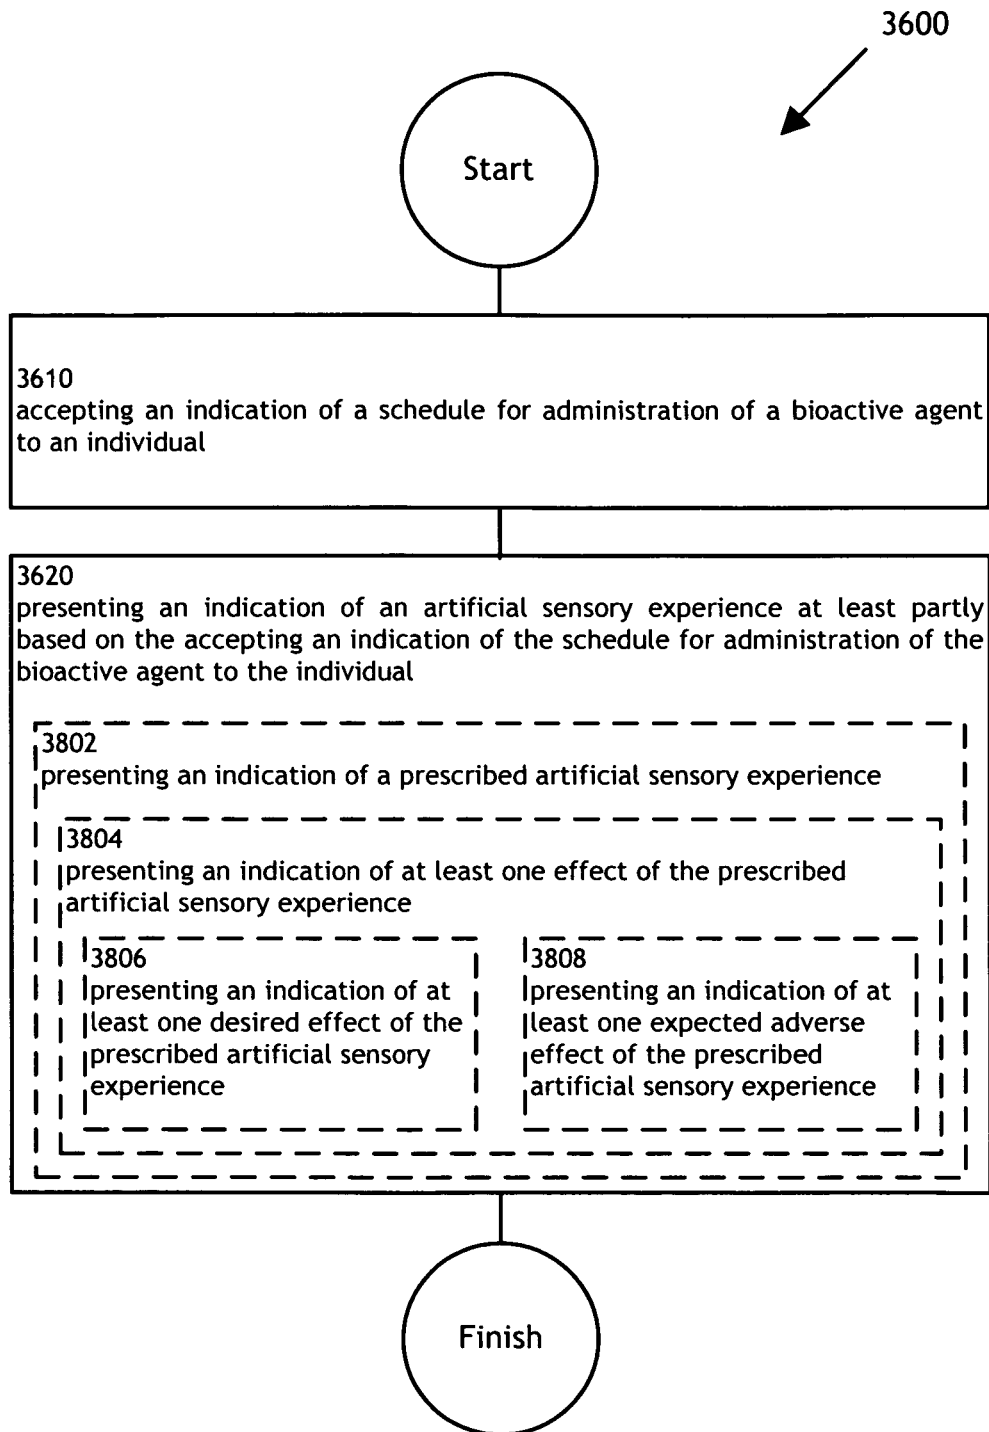 3600
Start
3610
accepting an indication of a schedule for administration of a bioactive agent
to an individual
3620
presenting an indication of an artificial sensory experience at least partly
based on the accepting an indication of the schedule for administration of the
bioactive agent to the individual
3802
presenting an indication of a prescribed artificial sensory experience
3804
presenting an indication of at least one effect of the prescribed
artificial sensory experience
3806
presenting an indication of at
least one desired effect of the
prescribed artificial sensory
experience
3808
presenting an indication of at
least one expected adverse
effect of the prescribed
artificial sensory experience
Finish